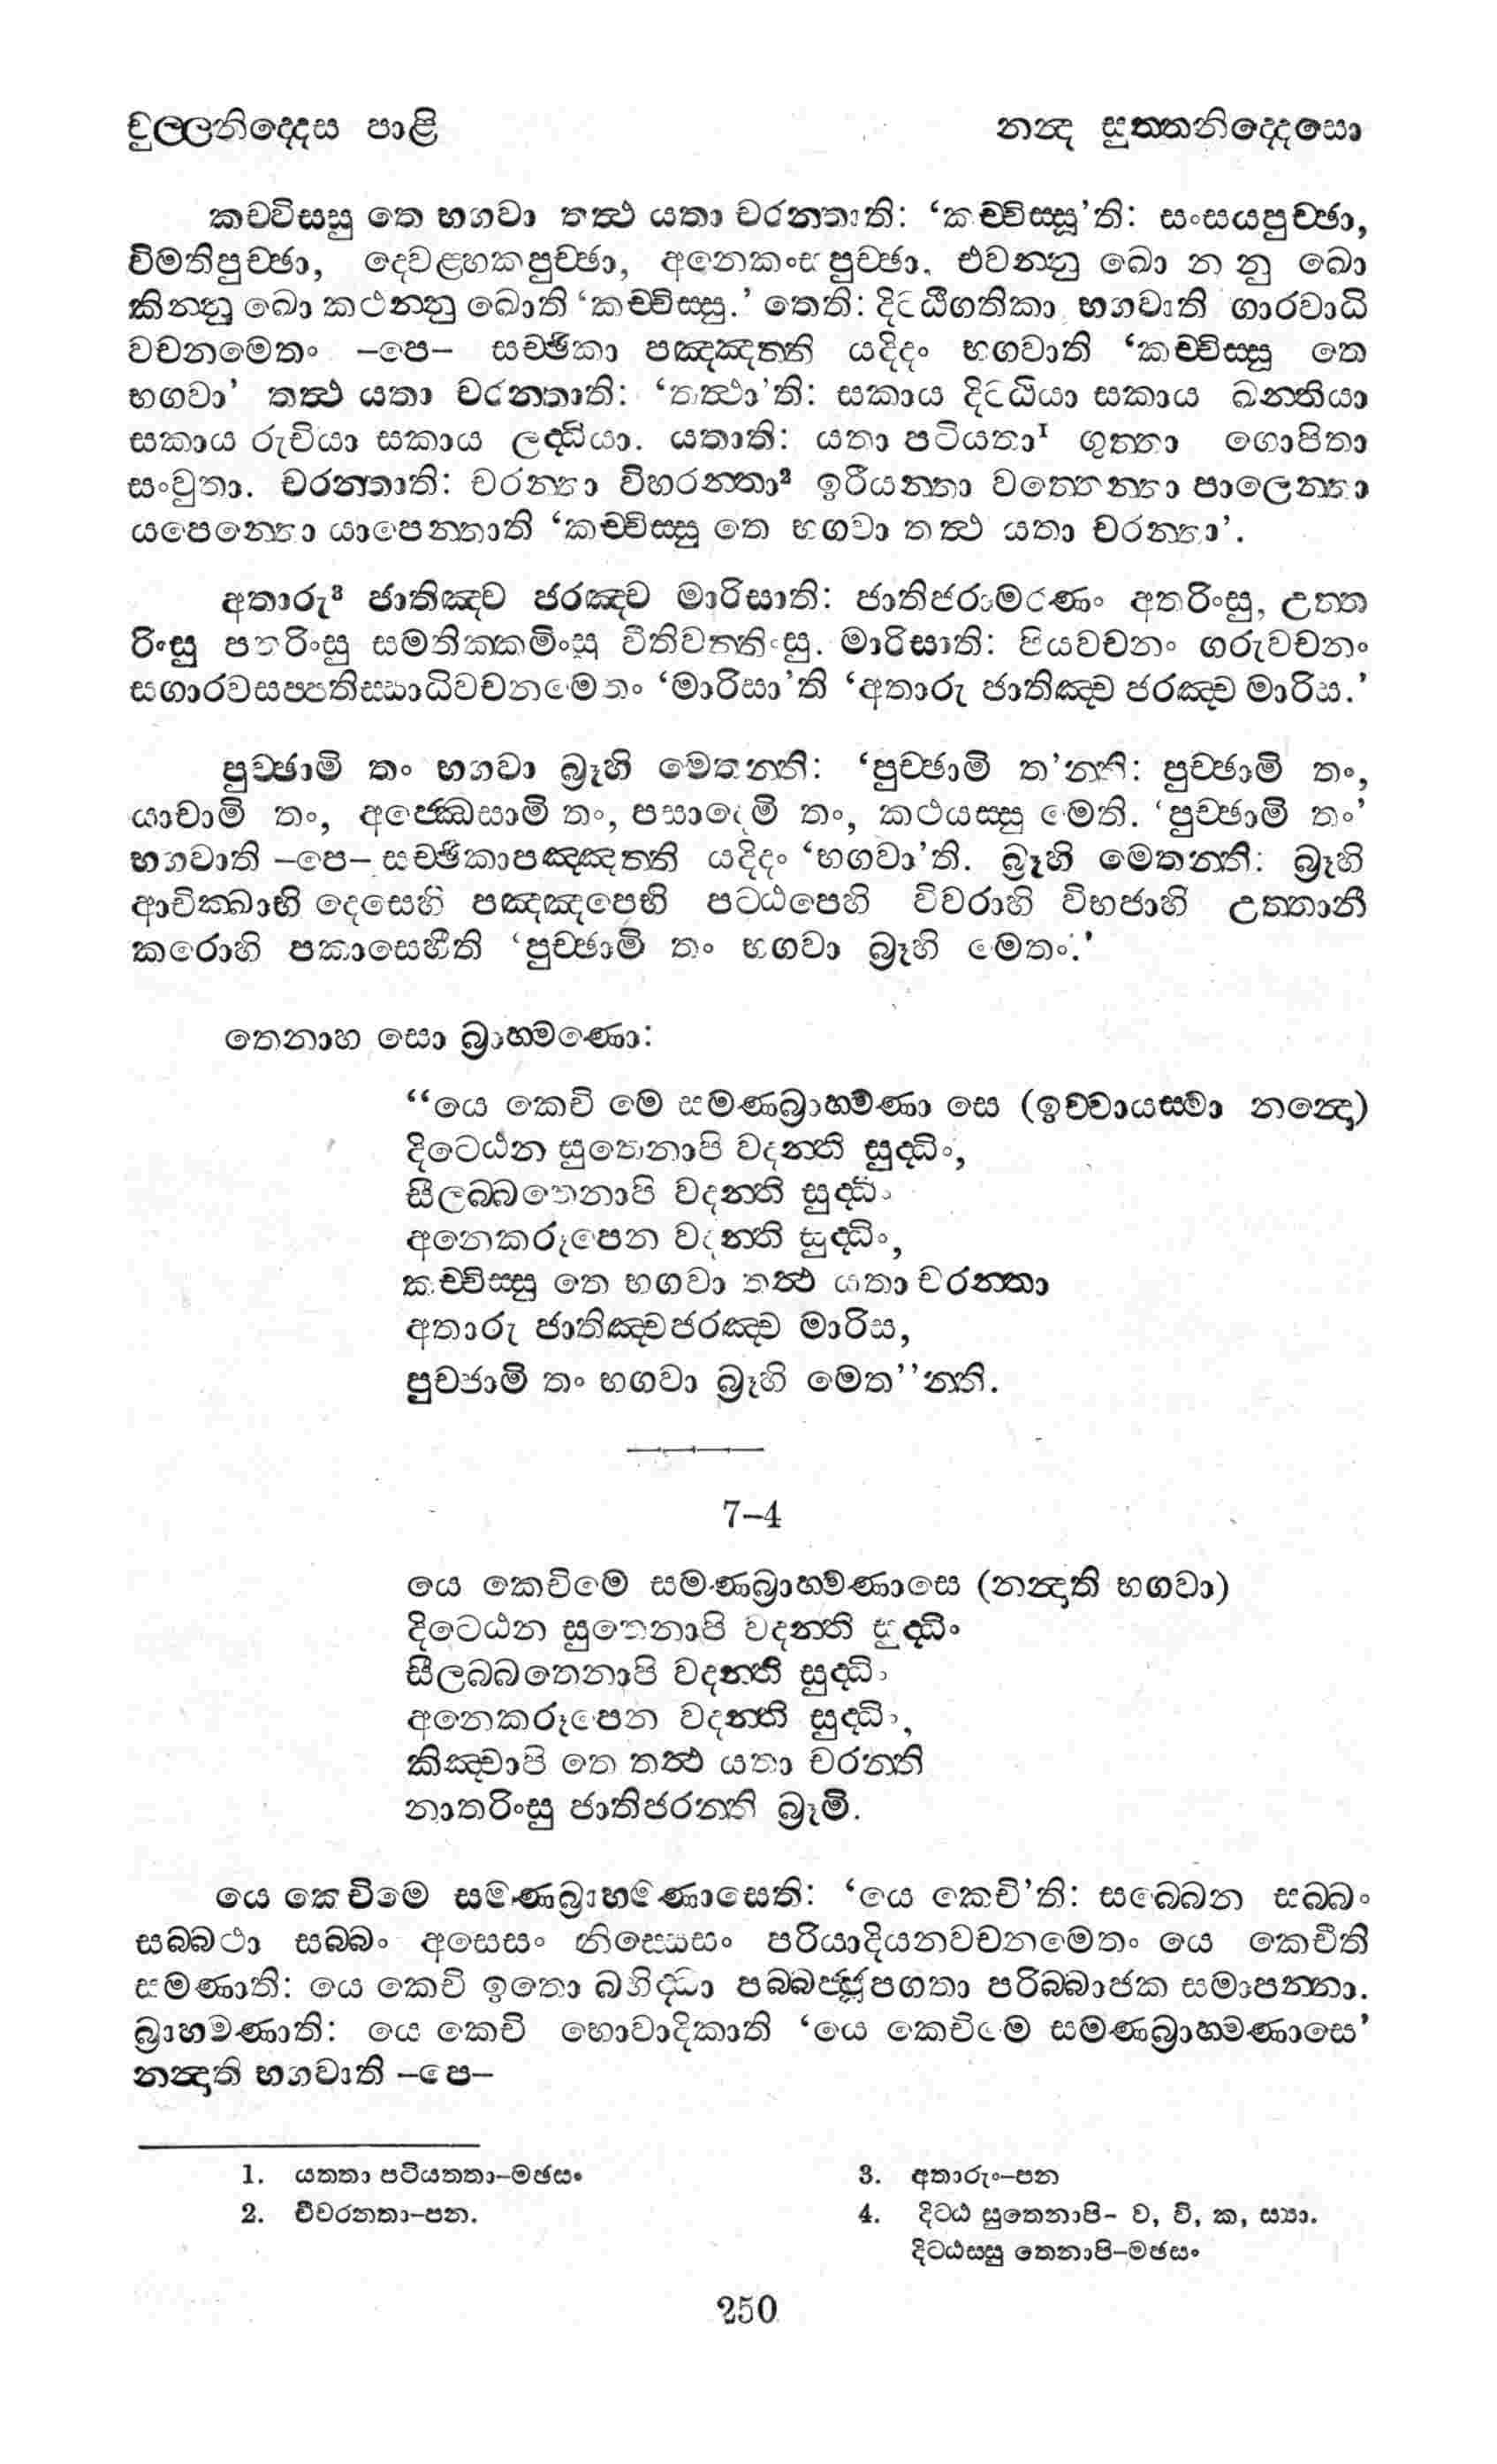 චුල්ලනිද්දෙස පාළි
නන්ද සුත්තනිද්දෙසො
කච්චිස්සු තෙ භගවා තත්ථ යතා චරන්තාති: ‘කච්චිස්සූ’ති: සංසයපුච්ඡා,
විමතිපුච්ඡා, ද්වෙළ්හකපුච්ඡා, අනෙකංසපුච්ඡා. එවන්නු ඛො න නු ඛො
කින්නු ඛො කථන්නු ඛොති ‘කච්චිස්සු.’ තෙති: දිට්ඨිගතිකා භගවාති ගාරවාධි
වචනමෙතං –පෙ– සච්ඡිකා පඤ්ඤත්ති යදිදං භගවාති ‘කච්චිස්සු තෙ
භගවා’ තත්ථ යතා චරන්තාති: ‘තත්ථා’ති: සකාය දිට්ඨියා සකාය ඛන්තියා
සකාය රුචියා සකාය ලද්ධියා. යතාති: යතා පටියතා¹ ගුත්තා ගොපිතා
සංවුතා. චරන්තාති: චරන්තා විහරන්තා² ඉරීයන්තා වත්තෙන්තා පාලෙන්තා
යපෙන්තො යාපෙන්තාති ‘කච්චිස්සු තෙ භගවා තත්ථ යතා චරන්තා’.
අතාරු³ ජාතිඤ්ච ජරඤ්ච මාරිසාති: ජාතිජරාමරණං අතරිංසු, උත්ත
රිංසු පතරිංසු සමතික්කමිංසු වීතිවත්තිංසු. මාරිසාති: පියවචනං ගරුවචනං
සගාරවසප්පතිස්සාධිවචනමෙතං ‘මාරිසා’ති ‘අතාරු ජාතිඤ්ච ජරඤ්ච මාරිස.’
පුච්ඡාමි තං භගවා බ්‍රූහි මෙතන්ති: ‘පුච්ඡාමි ත’න්ති: පුච්ඡාමි තං,
යාචාමි තං, අජ්ඣෙසාමි තං, පසාදෙමි තං, කථයස්සු මෙති. ‘පුච්ඡාමි තං’
භගවාති –පෙ– සච්ඡිකාපඤ්ඤත්ති යදිදං ‘භගවා’ති. බ්‍රූහි මෙතන්ති: බ්‍රූහි
ආචික්ඛාහි දෙසෙහි පඤ්ඤපෙහි පට්ඨපෙහි විවරාහි විභජාහි උත්තානී
කරොහි පකාසෙහීති ‘පුච්ඡාමි තං භගවා බ්‍රූහි මෙතං.’
තෙනාහ සො බ්‍රාහ්මණො:
“යෙ කෙචි මෙ සමණබ්‍රාහ්මණා සෙ (ඉච්චායස්මා නන්දො)
දිට්ඨෙන සුතෙනාපි වදන්ති සුද්ධිං,
සීලබ්බතෙනාපි වදන්ති සුද්ධිං
අනෙකරූපෙන වදන්ති සුද්ධිං,
කච්චිස්සු තෙ භගවා තත්ථ යතා චරන්තා
අතාරු ජාතිඤ්චජරඤ්ච මාරිස,
පුච්ඡාමි තං භගවා බ්‍රූහි මෙත”න්ති.
7–4
යෙ කෙචිමෙ සමණබ්‍රාහ්මණාසෙ (නන්දාති භගවා)
දිට්ඨෙන සුතෙනාපි වදන්ති සුද්ධිං
සීලබ්බතෙනාපි වදන්ති සුද්ධිං
අනෙකරූපෙන වදන්ති සුද්ධිං,
කිඤ්චාපි තෙ තත්ථ යතා චරන්ති
නාතරිංසු ජාතිජරන්ති බ්‍රූමි.
යෙ කෙචිමෙ සමණබ්‍රාහ්මණාසෙති: ‘යෙ කෙචි’ති: සබ්බෙන සබ්බං
සබ්බථා සබ්බං අසෙසං නිස්සෙසං පරියාදියනවචනමෙතං යෙ කෙචීති
සමණාති: යෙ කෙචි ඉතො බහිද්ධා පබ්බජ්ජූපගතා පරිබ්බාජක සමාපන්නා.
බ්‍රාහ්මණාති: යෙ කෙචි භොවාදිකාති ‘යෙ කෙචිමෙ සමණබ්‍රාහ්මණාසෙ’
නන්දාති භගවාති –පෙ–
1. යත්තා පටියත්තා–මඡසං
2. චීවරන්තා–පන.
3. අතාරුං–පන
4. දිට්ඨ සුතෙනාපි– ව, වි, ක, ස්‍යා.
දිට්ඨස්සු තෙනාපි–මඡසං
250